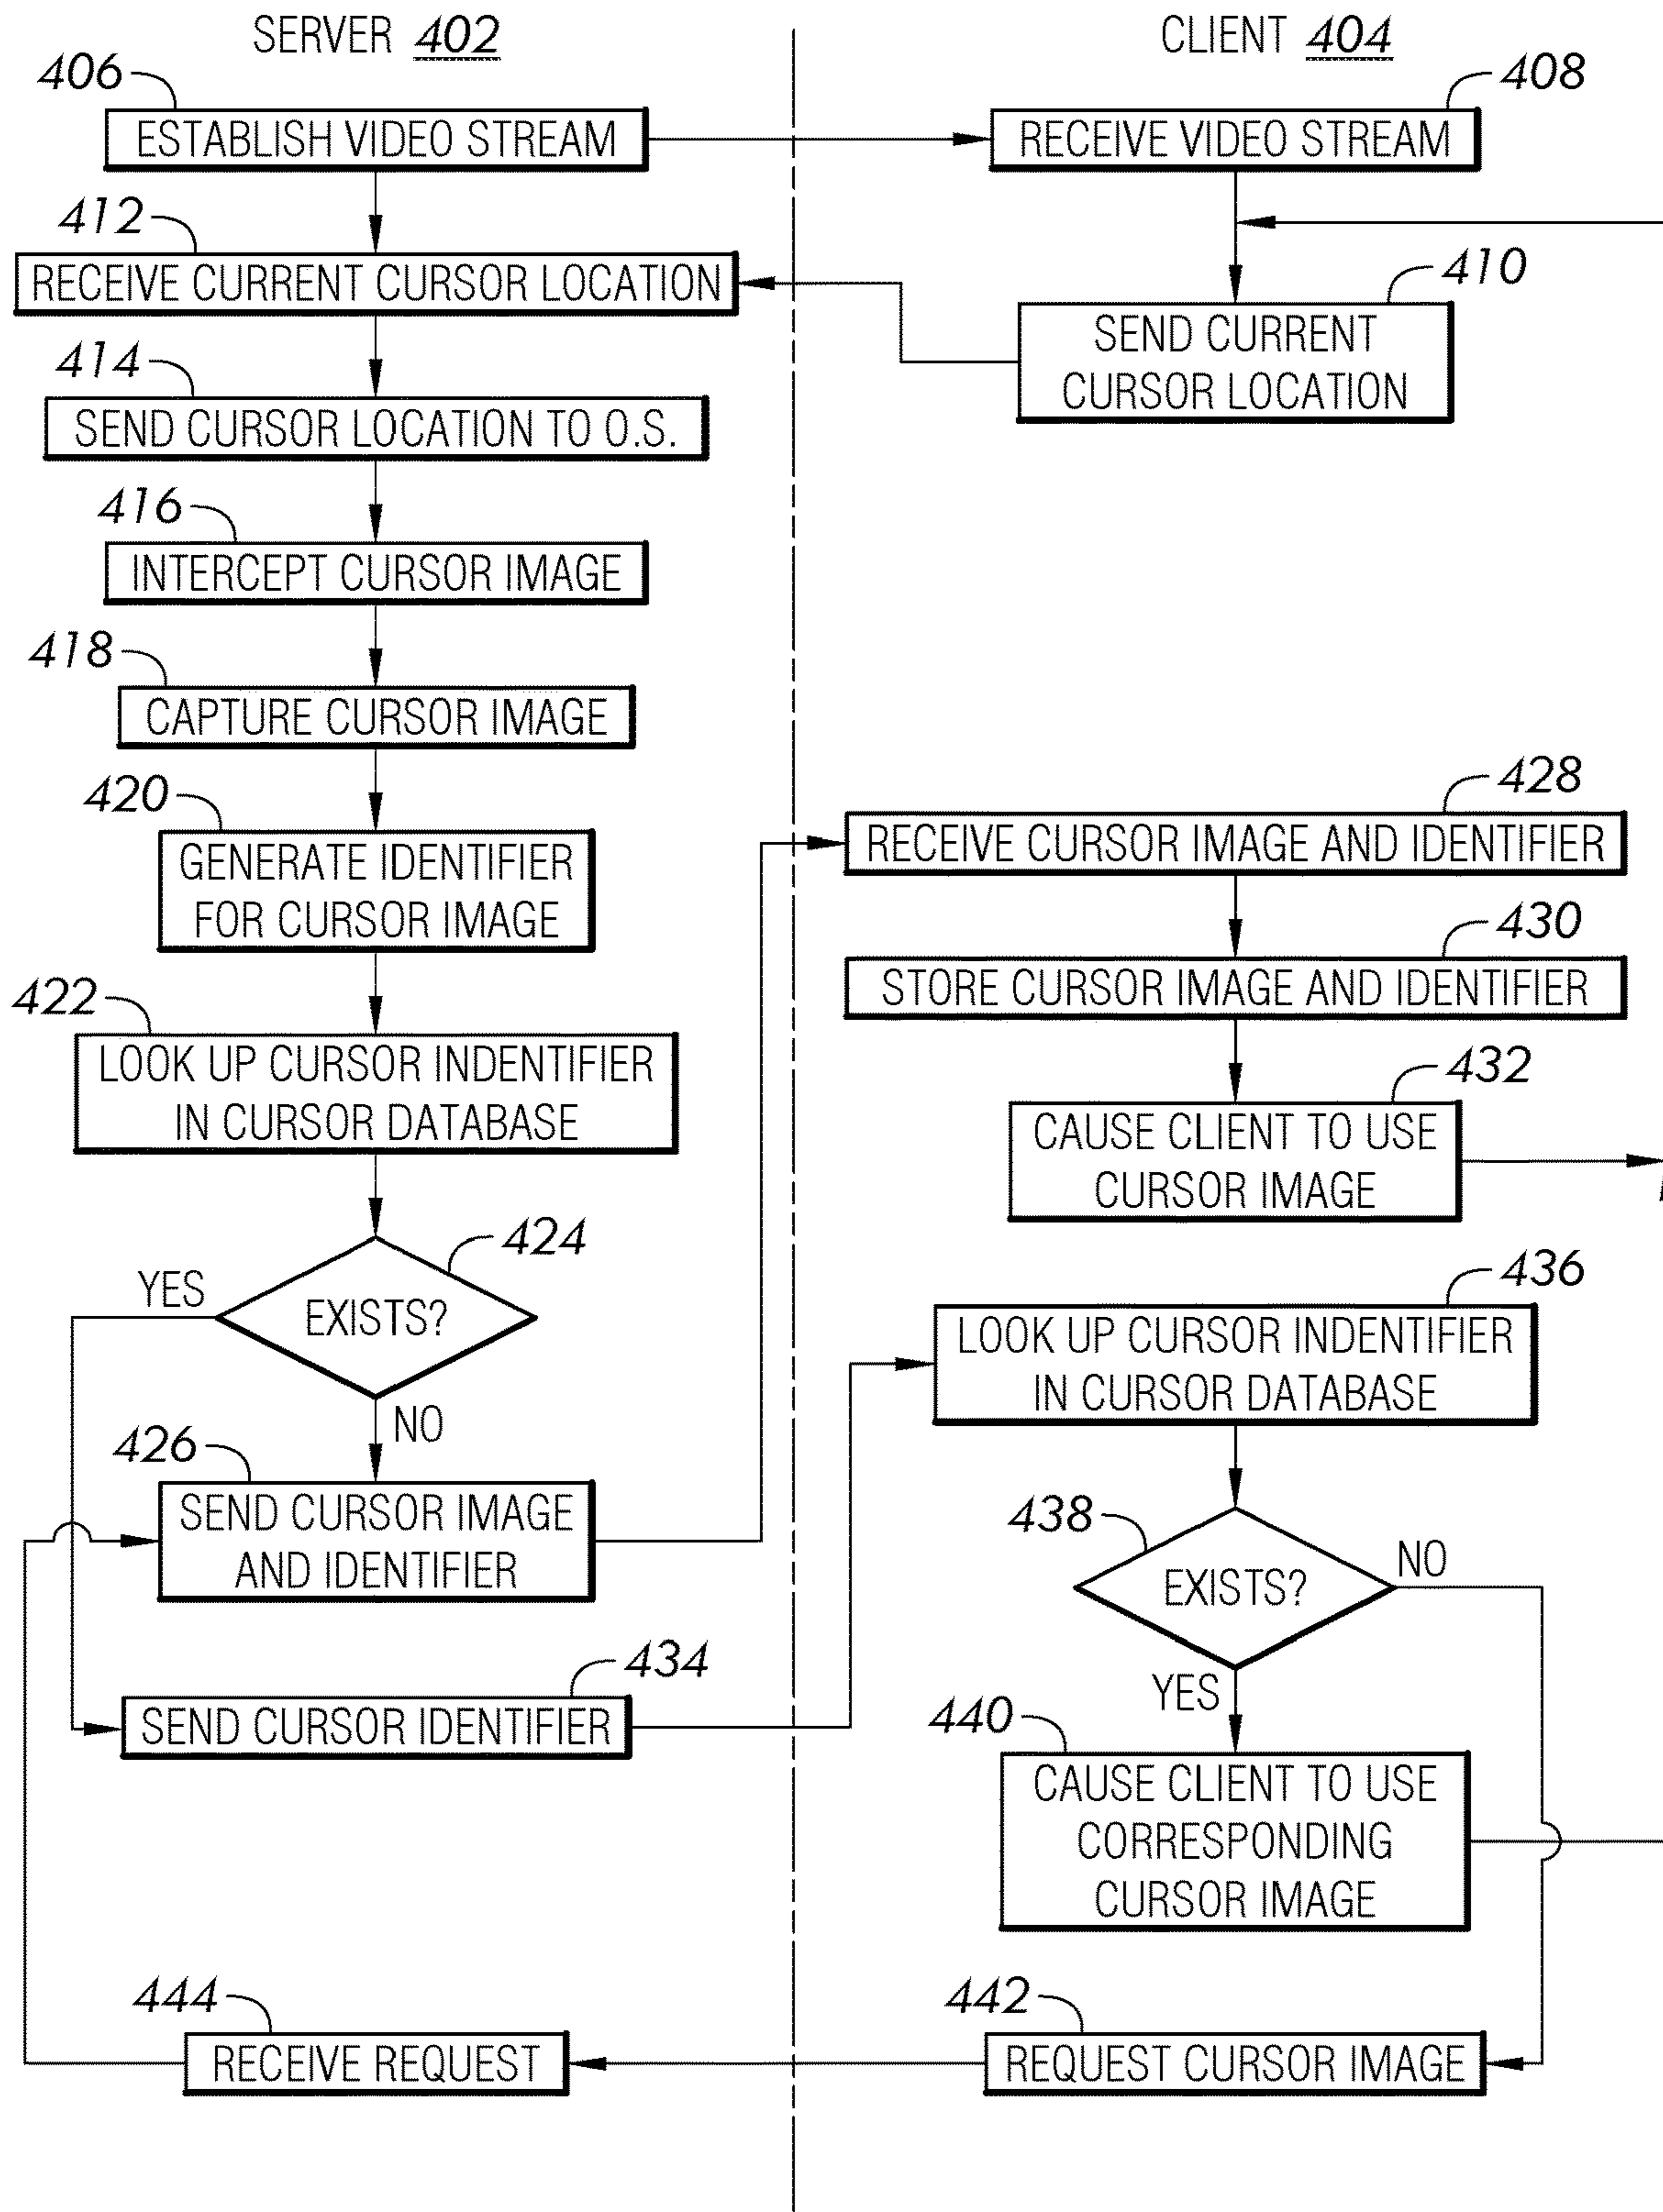 SERVER 402
406
ESTABLISH VIDEO STREAM
412
RECEIVE CURRENT CURSOR LOCATION
414
SEND CURSOR LOCATION TO O.S.
416
INTERCEPT CURSOR IMAGE
418
CAPTURE CURSOR IMAGE
420
GENERATE IDENTIFIER
FOR CURSOR IMAGE
422
LOOK UP CURSOR INDENTIFIER
IN CURSOR DATABASE
424
YES
EXISTS?
NO
426
SEND CURSOR IMAGE
AND IDENTIFIER
434
SEND CURSOR IDENTIFIER
444
RECEIVE REQUEST
CLIENT 404
408
RECEIVE VIDEO STREAM
410
SEND CURRENT
CURSOR LOCATION
428
RECEIVE CURSOR IMAGE AND IDENTIFIER
430
STORE CURSOR IMAGE AND IDENTIFIER
432
CAUSE CLIENT TO USE
CURSOR IMAGE
436
LOOK UP CURSOR INDENTIFIER
IN CURSOR DATABASE
438
NO
EXISTS?
YES
440
CAUSE CLIENT TO USE
CORRESPONDING
CURSOR IMAGE
442
REQUEST CURSOR IMAGE